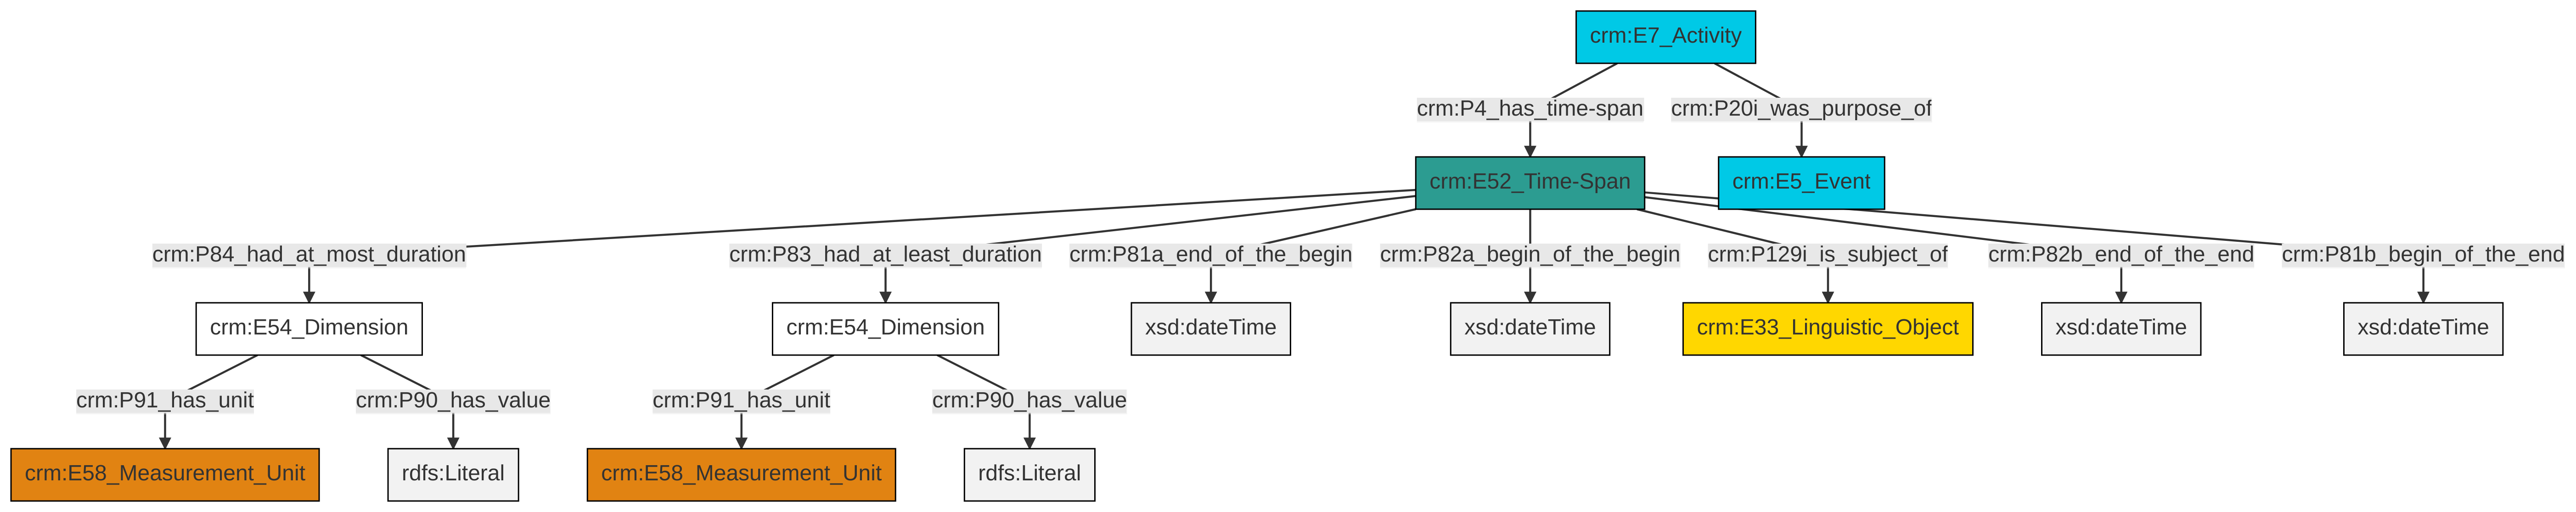 crm:E7_Activity
crm:P4_has_time-span
crm:P20i_was_purpose_of
crm:E52_Time-Span
crm:E5_Event
crm:P84_had_at_most_duration
crm:P83_had_at_least_duration
crm:P81a_end_of_the_begin
crm:P82a_begin_of_the_begin
crm:P129i_is_subject_of
crm:P82b_end_of_the_end
crm:P81b_begin_of_the_end
crm:E54_Dimension
crm:E54_Dimension
xsd:dateTime
xsd:dateTime
crm:E33_Linguistic_Object
xsd:dateTime
xsd:dateTime
crm:P91_has_unit
crm:P90_has_value
crm:P91_has_unit
crm:P90_has_value
crm:E58_Measurement_Unit
rdfs:Literal
crm:E58_Measurement_Unit
rdfs:Literal